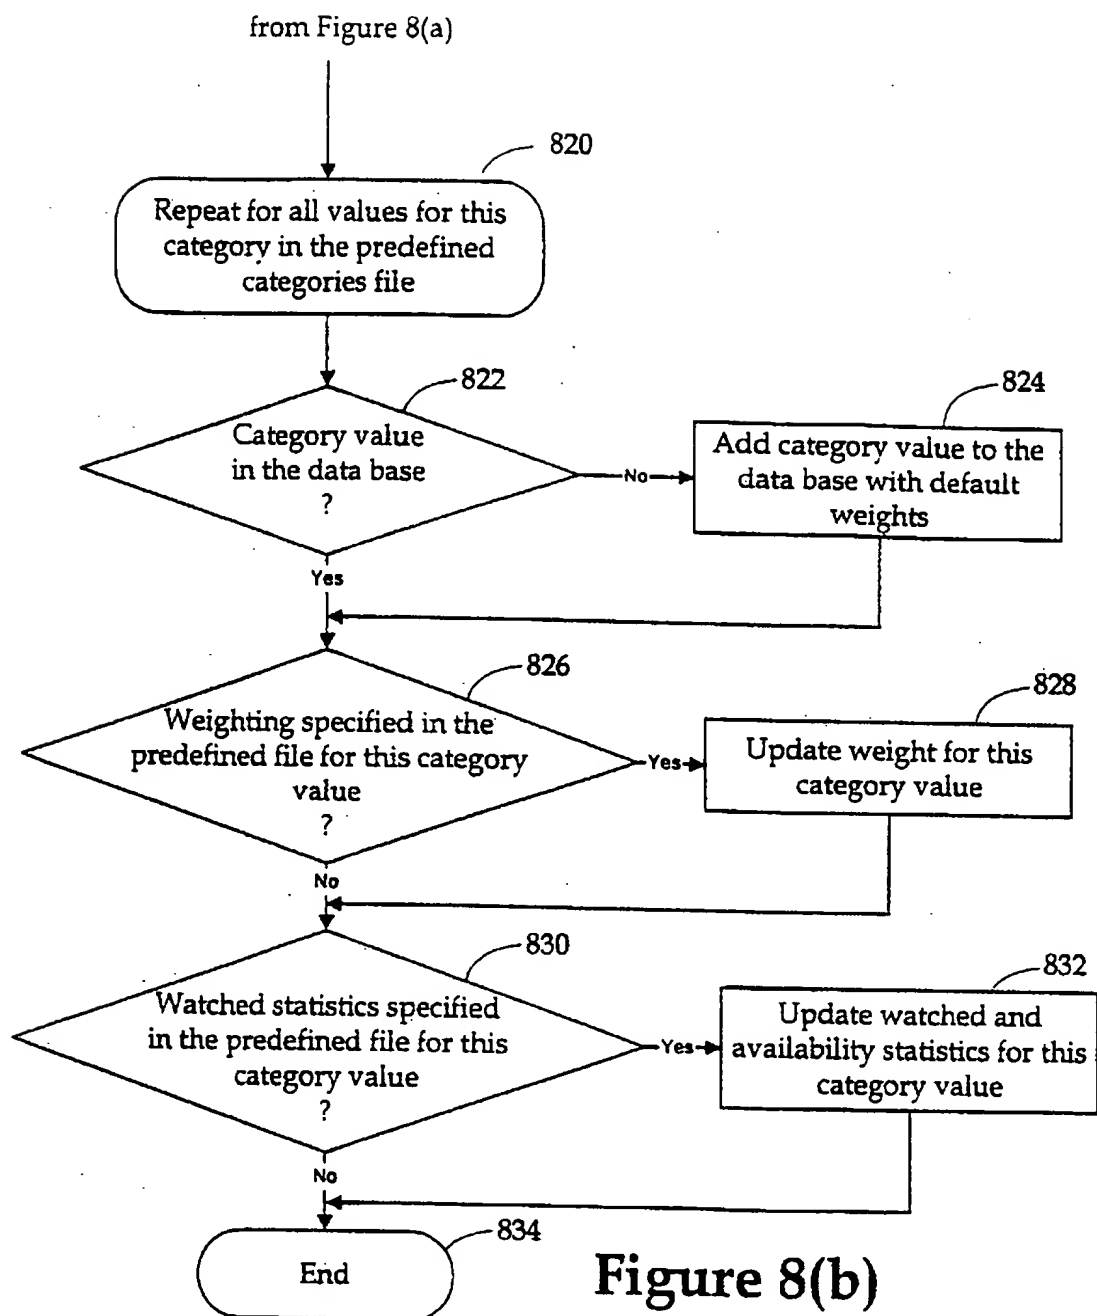 from Figure 8(a)
820
Repeat for all values for this
category in the predefined
categories file
822
Category value
in the data base
?
No
824
Add category value to the
data base with default
weights
Yes
826
Weighting specified in the
predefined file for this category
value
?
Yes
828
Update weight for this
category value
No
830
Watched statistics specified
in the predefined file for this
category value
?
Yes
832
Update watched and
availability statistics for this
category value
No
834
End
Figure 8(b)